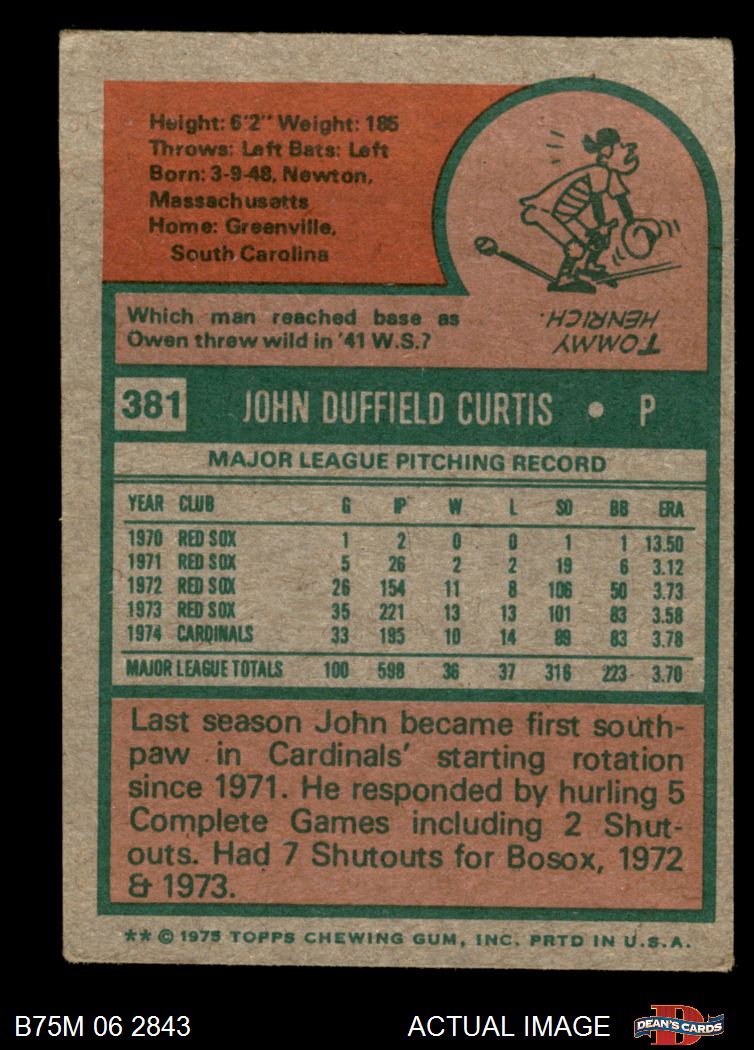 Height: 6'2" Weight: 185
Throws: Left Bats: Left
Born: 3-9-48, Newton,
Massachusetts
Home: Greenville,
South Carolina
Which man reached base as
Owen threw wild in '41 W.S.?
TOMMY
HENRICH.
381 JOHN DUFFIELD CURTIS • P
MAJOR LEAGUE PITCHING RECORD
YEAR CLUB G IP W L SO BB ERA
1970 RED SOX 1 2 0 0 1 1 13.50
1971 RED SOX 5 26 2 2 19 6 3.12
1972 RED SOX 26 154 11 8 106 50 3.73
1973 RED SOX 35 221 13 13 101 83 3.58
1974 CARDINALS 33 195 10 14 89 83 3.78
MAJOR LEAGUE TOTALS 100 598 36 37 316 223 3.70
Last season John became first south-
paw in Cardinals' starting rotation
since 1971. He responded by hurling 5
Complete Games including 2 Shut-
outs. Had 7 Shutouts for Bosox, 1972
& 1973.
** © 1975 TOPPS CHEWING GUM, INC. PRTD IN U.S.A.
B75M 06 2843 ACTUAL IMAGE DEAN'S CARDS